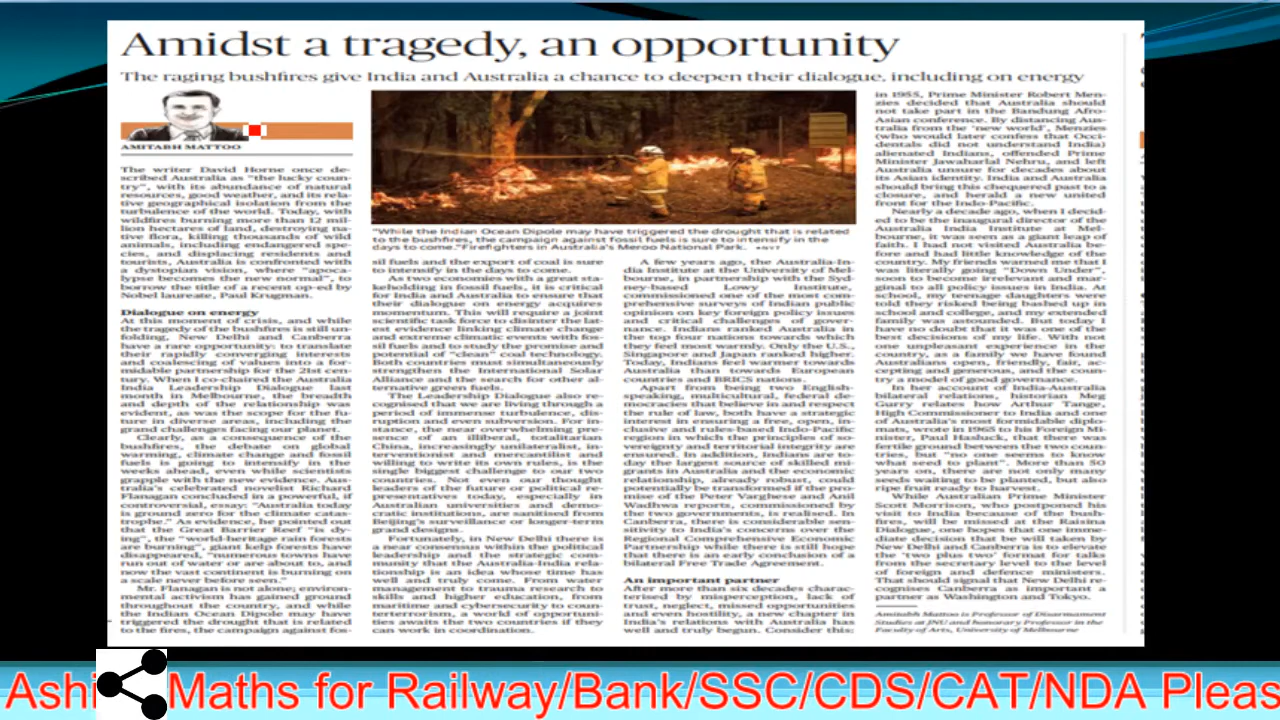 Amidst a tragedy, an opportunity
The raging bushfires give India and Australia a chance to deepen their dialogue, including on energy
AMITABH MATTOO
The writer David Horne once de-
scribed Australia as "the lucky coun-
try", with its abundance of natural
resources, good weather, and its rela-
tive geographical isolation from the
turbulence of the world. Today, with
wildfires burning more than 12 mil-
lion hectares of land, destroying na-
tive flora, killing thousands of wild
animals, including endangered spe-
cies, and displacing residents and
tourists, Australia is confronted with
a dystopian vision, where "apoca-
lypse becomes the new normal", to
borrow the title of a recent op-ed by
Nobel laureate, Paul Krugman.
Dialogue on energy
At this moment of crisis, and while
the tragedy of the bushfires is still un-
folding, New Delhi and Canberra
have a rare opportunity: to translate
their rapidly converging interests
and coalescing of values into a for-
midable partnership for the 21st cen-
tury. When I co-chaired the Australia
India Leadership Dialogue last
month in Melbourne, the breadth
and depth of the relationship was
evident, as was the scope for the fu-
ture in diverse areas, including the
grand challenges facing our planet.
Clearly, as a consequence of the
bushfires, the debate on global
warming, climate change and fossil
fuels is going to intensify in the
weeks ahead, even while scientists
grapple with the new evidence. Aus-
tralia's celebrated novelist Richard
Flanagan concluded in a powerful, if
controversial, essay: "Australia today
is ground zero for the climate catas-
trophe." As evidence, he pointed out
that the Great Barrier Reef "is dy-
ing", the "world-heritage rain forests
are burning", giant kelp forests have
disappeared, "numerous towns have
run out of water or are about to, and
now the vast continent is burning on
a scale never before seen."
Mr. Flanagan is not alone; environ-
mental activism has gained ground
throughout the country, and while
the Indian Ocean Dipole may have
triggered the drought that is related
to the fires, the campaign against fos-
"While the Indian Ocean Dipole may have triggered the drought that is related
to the bushfires, the campaign against fossil fuels is sure to intensify in the
days to come." Firefighters in Australia's Meroo National Park. •NYT
sil fuels and the export of coal is sure
to intensify in the days to come.
As two economies with a great sta-
keholding in fossil fuels, it is critical
for India and Australia to ensure that
their dialogue on energy acquires
momentum. This will require a joint
scientific task force to disinter the lat-
est evidence linking climate change
and extreme climatic events with fos-
sil fuels and to study the promise and
potential of "clean" coal technology.
Both countries must simultaneously
strengthen the International Solar
Alliance and the search for other al-
ternative green fuels.
The Leadership Dialogue also re-
cognised that we are living through a
period of immense turbulence, dis-
ruption and even subversion. For in-
stance, the near overwhelming pre-
sence of an illiberal, totalitarian
China, increasingly unilateralist, in-
terventionist and mercantilist and
willing to write its own rules, is the
single biggest challenge to our two
countries. Not even our thought
leaders of the future or political re-
presentatives today, especially in
Australian universities and democ-
ratic institutions, are sanitised from
Beijing's surveillance or longer-term
grand designs.
Fortunately, in New Delhi there is
a near consensus within the political
leadership and the strategic com-
munity that the Australia-India rela-
tionship is an idea whose time has
well and truly come. From water
management to trauma research to
skills and higher education, from
maritime and cybersecurity to coun-
terterrorism, a world of opportuni-
ties awaits the two countries if they
can work in coordination.
A few years ago, the Australia-In-
dia Institute at the University of Mel-
bourne, in partnership with the Syd-
ney-based Lowy Institute,
commissioned one of the most com-
prehensive surveys of Indian public
opinion on key foreign policy issues
and critical challenges of gover-
nance. Indians ranked Australia in
the top four nations towards which
they feel most warmly. Only the U.S.,
Singapore and Japan ranked higher.
Today, Indians feel warmer towards
Australia than towards European
countries and BRICS nations.
Apart from being two English-
speaking, multicultural, federal de-
mocracies that believe in and respect
the rule of law, both have a strategic
interest in ensuring a free, open, in-
clusive and rules-based Indo-Pacific
region in which the principles of so-
vereignty and territorial integrity are
ensured. In addition, Indians are to-
day the largest source of skilled mi-
grants in Australia and the economic
relationship, already robust, could
potentially be transformed if the pro-
mise of the Peter Varghese and Anil
Wadhwa reports, commissioned by
the two governments, is realised. In
Canberra, there is considerable sen-
sitivity to India's concerns over the
Regional Comprehensive Economic
Partnership while there is still hope
that there is an early conclusion of a
bilateral Free Trade Agreement.
An important partner
After more than six decades charac-
terised by misperception, lack of
trust, neglect, missed opportunities
and even hostility, a new chapter in
India's relations with Australia has
well and truly begun. Consider this:
in 1955, Prime Minister Robert Men-
zies decided that Australia should
not take part in the Bandung Afro-
Asian conference. By distancing Aus-
tralia from the 'new world', Menzies
(who would later confess that Occi-
dentals did not understand India)
alienated Indians, offended Prime
Minister Jawaharlal Nehru, and left
Australia unsure for decades about
its Asian identity. India and Australia
should bring this chequered past to a
closure, and herald a new united
front for the Indo-Pacific.
Nearly a decade ago, when I decid-
ed to be the inaugural director of the
Australia India Institute at Mel-
bourne, it was seen as a giant leap of
faith. I had not visited Australia be-
fore and had little knowledge of the
country. My friends warned me that I
was literally going "Down Under",
soon to become irrelevant and mar-
ginal to all policy issues in India. At
school, my teenage daughters were
told they risked being bashed up in
school and college, and my extended
family was astounded. But today I
have no doubt that it was one of the
best decisions of my life. With not
one unpleasant experience in the
country, as a family we have found
Australians open, friendly, fair, ac-
cepting and generous, and the coun-
try a model of good governance.
In her account of India-Australia
bilateral relations, historian Meg
Gurry relates how Arthur Tange,
High Commissioner to India and one
of Australia's most formidable diplo-
mats, wrote in 1965 to his Foreign Mi-
nister, Paul Hasluck, that there was
fertile ground between the two coun-
tries, but "no one seems to know
what seed to plant". More than 50
years on, there are not only many
seeds waiting to be planted, but also
ripe fruit ready to harvest.
While Australian Prime Minister
Scott Morrison, who postponed his
visit to India because of the bush-
fires, will be missed at the Raisina
Dialogue, one hopes that one imme-
diate decision that will be taken by
New Delhi and Canberra is to elevate
the 'two plus two' format for talks
from the secretary level to the level
of foreign and defence ministers.
That should signal that New Delhi re-
cognises Canberra as important a
partner as Washington and Tokyo.
Amitabh Mattoo is Professor of Disarmament
Studies at JNU and honorary Professor in the
Faculty of Arts, University of Melbourne
Ashi Maths for Railway/Bank/SSC/CDS/CAT/NDA Pleas